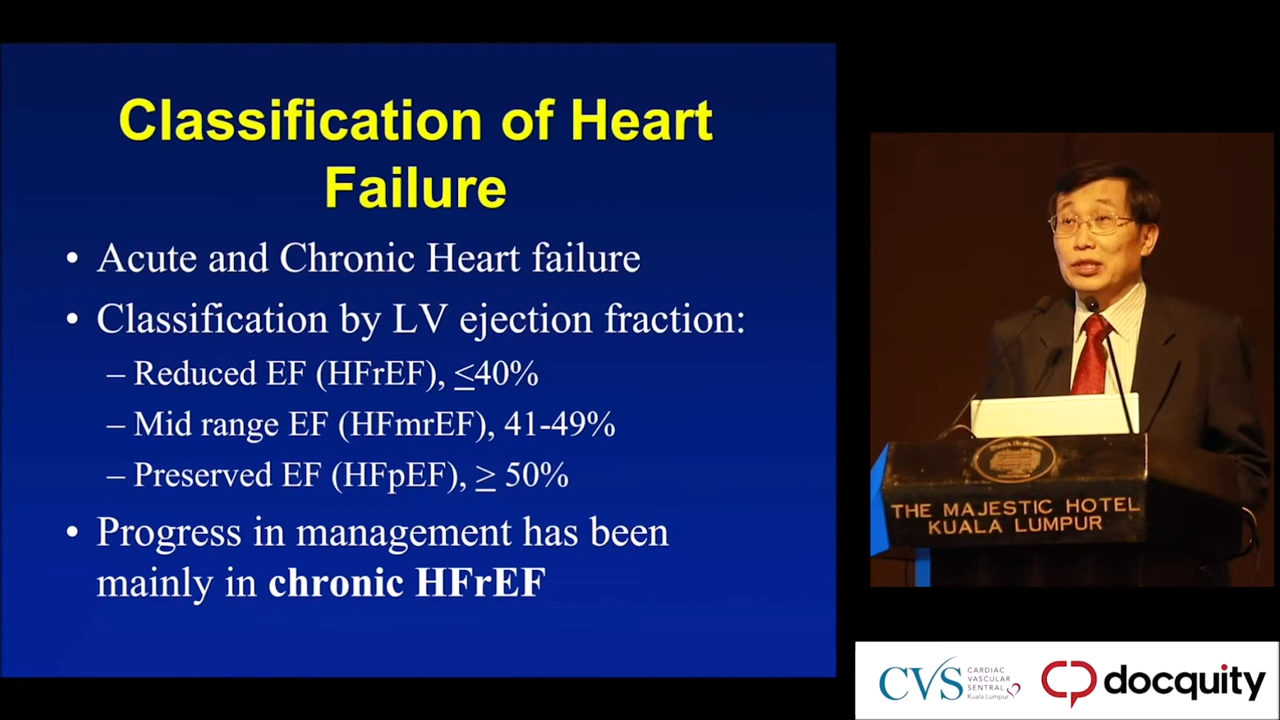 Classification of Heart
Failure
• Acute and Chronic Heart failure
• Classification by LV ejection fraction:
– Reduced EF (HFrEF), ≤40%
– Mid range EF (HFmrEF), 41-49%
– Preserved EF (HFpEF), ≥ 50%
• Progress in management has been
mainly in chronic HFrEF
THE MAJESTIC HOTEL
KUALA LUMPUR
CVS
CARDIAC
VASCULAR
SENTRAL
Kuala Lumpur
docquity